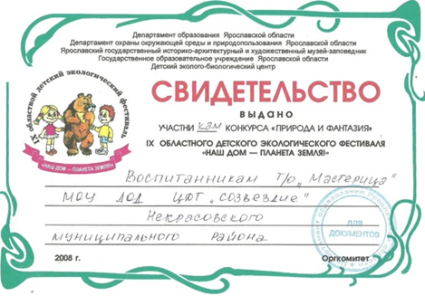 Департамент образования Ярославской области
Департамент охраны окружающей среды и природопользования Ярославской области
Ярославский государственный историко-архитектурный и художественный музей-заповедник
Государственное образовательное учреждение Ярославской области
Детский эколого-биологический центр
IX областной детский экологический фестиваль
«НАШ ДОМ — ПЛАНЕТА ЗЕМЛЯ»
СВИДЕТЕЛЬСТВО
выдано
УЧАСТНИКАМ КОНКУРСА «ПРИРОДА И ФАНТАЗИЯ»
IX ОБЛАСТНОГО ДЕТСКОГО ЭКОЛОГИЧЕСКОГО ФЕСТИВАЛЯ
«НАШ ДОМ — ПЛАНЕТА ЗЕМЛЯ!»
Воспитанникам т/о „Мастерица"
МОУ ДОД „Созвездие"
Некрасовского
муниципального района
ДЛЯ
ДОКУМЕНТОВ
2008 г.
Оргкомитет